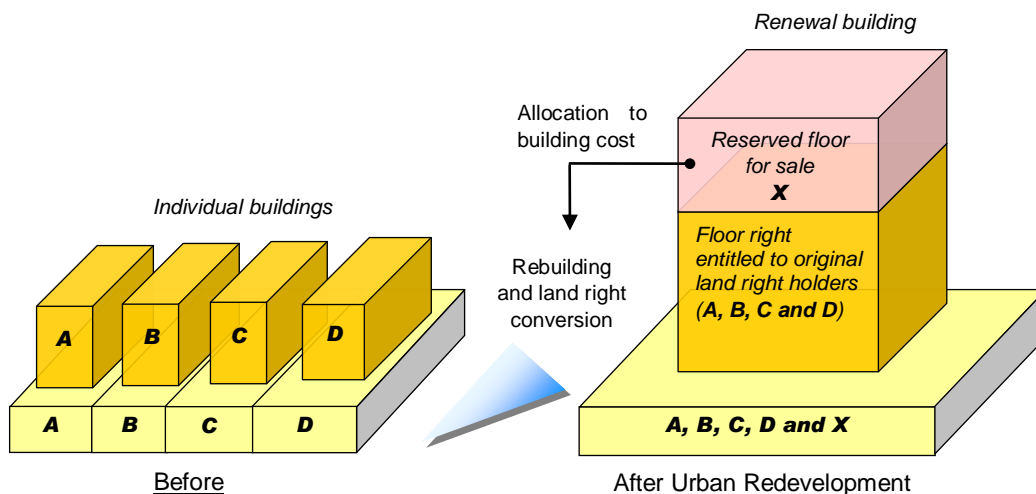 Renewal building
Allocation to
building cost
Reserved floor
for sale
X
Individual buildings
Floor right
entitled to original
land right holders
(A, B, C and D)
Rebuilding
and land right
conversion
A
B
C
D
A
B
C
D
A, B, C, D and X
Before
After Urban Redevelopment